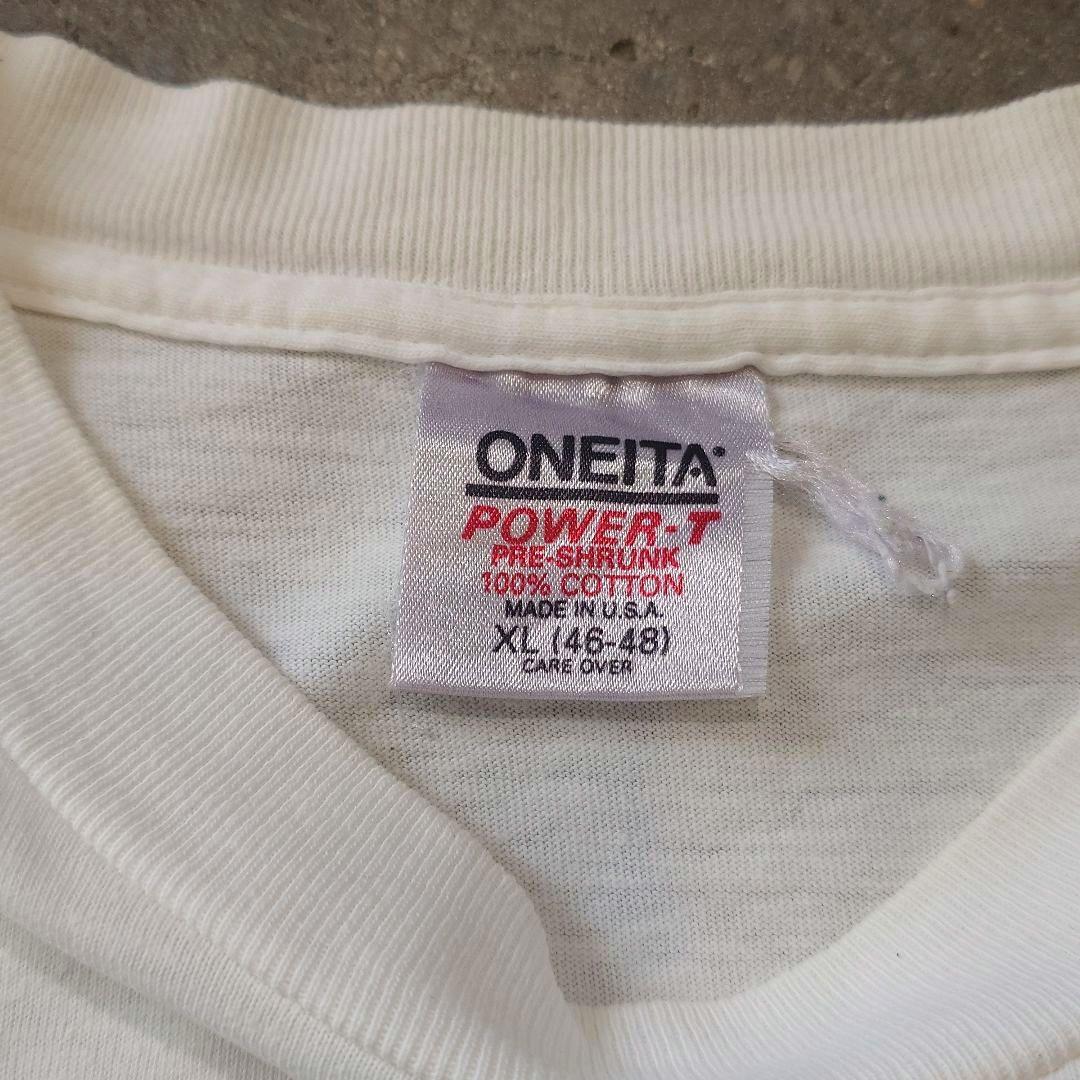 ONEITA
POWER-T
PRE-SHRUNK
100% COTTON
MADE IN U.S.A.
XL (46-48)
CARE OVER